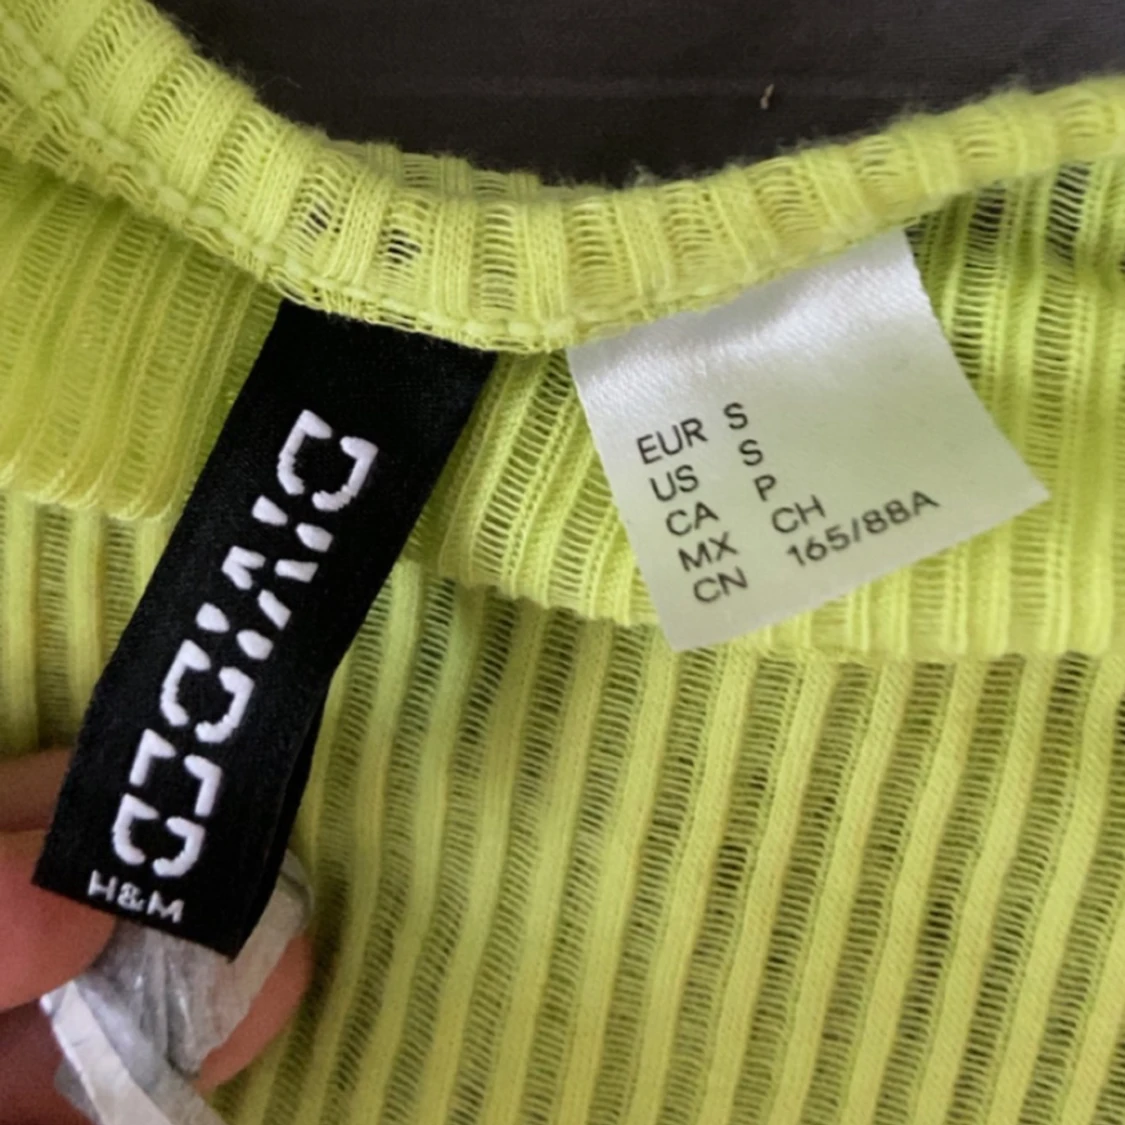 DIVIDED
H&M
EUR S
US S
CA P
MX CH
CN 165/88A